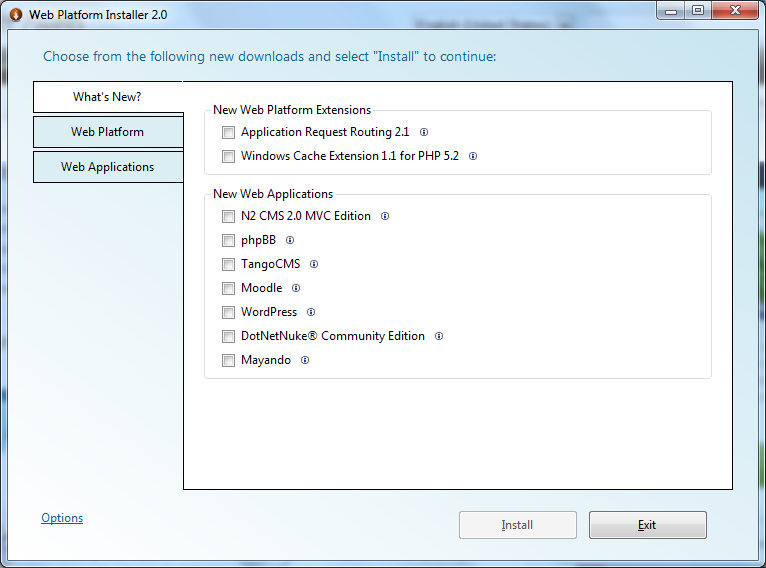 Web Platform Installer 2.0
Choose from the following new downloads and select "Install" to continue:
What's New?
Web Platform
Web Applications
New Web Platform Extensions
Application Request Routing 2.1
Windows Cache Extension 1.1 for PHP 5.2
New Web Applications
N2 CMS 2.0 MVC Edition
phpBB
TangoCMS
Moodle
WordPress
DotNetNuke® Community Edition
Mayando
Options
Install
Exit